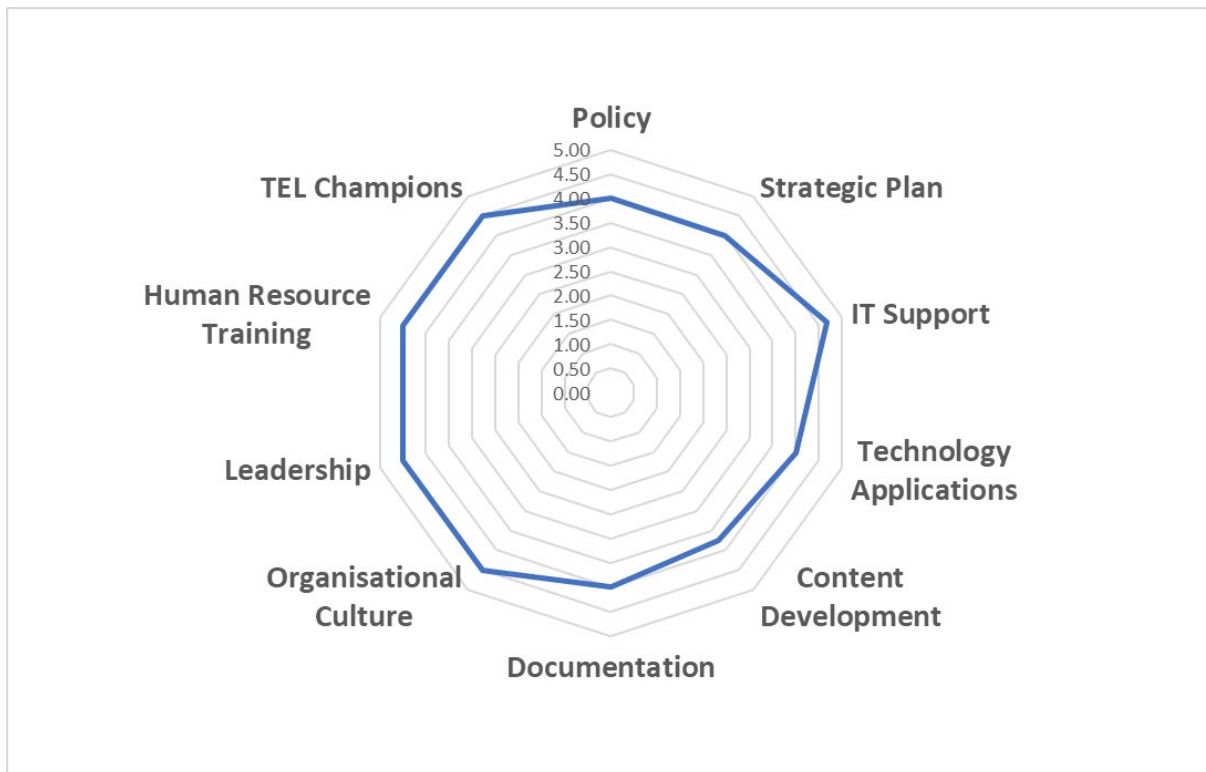 Policy
5.00
4.50
4.00
3.50
3.00
2.50
2.00
1.50
1.00
0.50
0.00
Strategic Plan
IT Support
Technology
Applications
Content
Development
Documentation
Organisational
Culture
Leadership
Human Resource
Training
TEL Champions